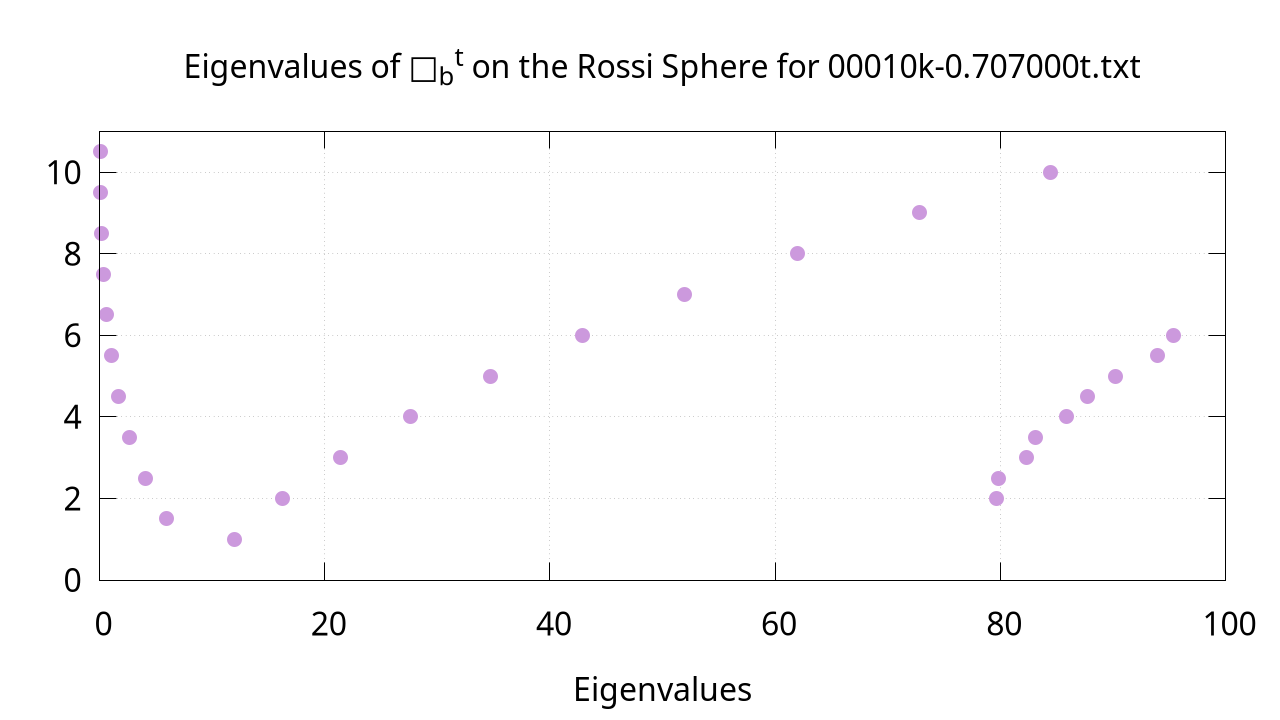 Eigenvalues of □bt on the Rossi Sphere for 00010k-0.707000t.txt
10
8
6
4
2
0
0 20 40 60 80 100
Eigenvalues